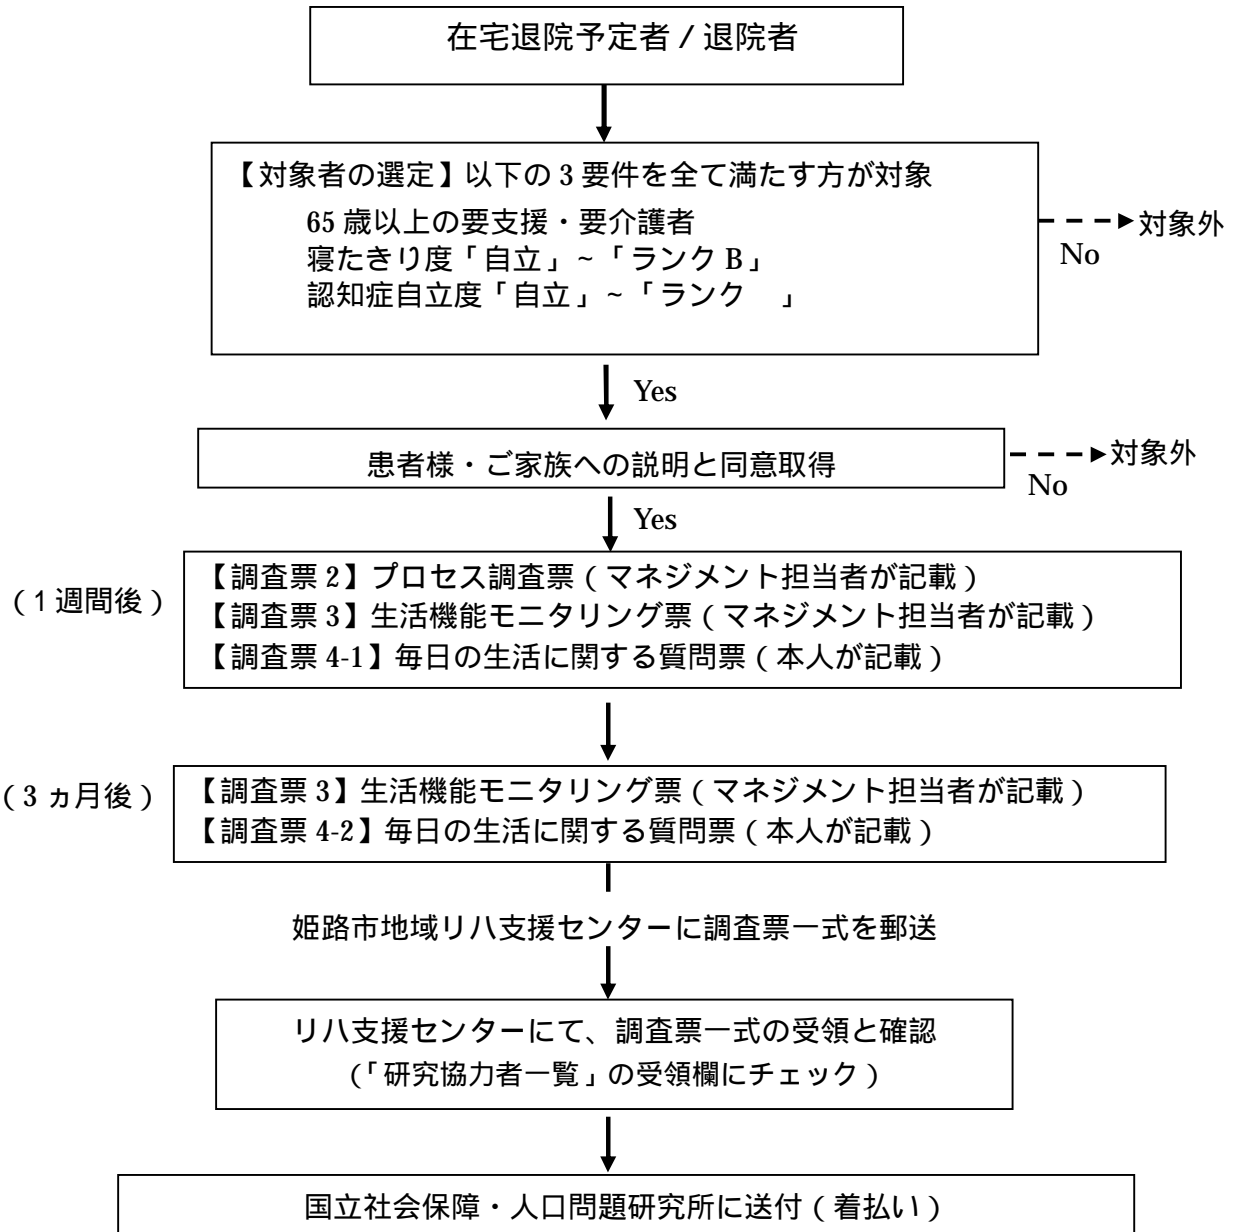 在宅退院予定者 / 退院者
【対象者の選定】以下の 3 要件を全て満たす方が対象
65 歳以上の要支援・要介護者
寝たきり度「自立」~「ランク B」
認知症自立度「自立」~「ランク 」
対象外
No
Yes
患者様・ご家族への説明と同意取得
対象外
No
Yes
(1 週間後)
【調査票 2】プロセス調査票(マネジメント担当者が記載)
【調査票 3】生活機能モニタリング票(マネジメント担当者が記載)
【調査票 4-1】毎日の生活に関する質問票(本人が記載)
(3 ヵ月後)
【調査票 3】生活機能モニタリング票(マネジメント担当者が記載)
【調査票 4-2】毎日の生活に関する質問票(本人が記載)
姫路市地域リハ支援センターに調査票一式を郵送
リハ支援センターにて、調査票一式の受領と確認
(「研究協力者一覧」の受領欄にチェック)
国立社会保障・人口問題研究所に送付(着払い)